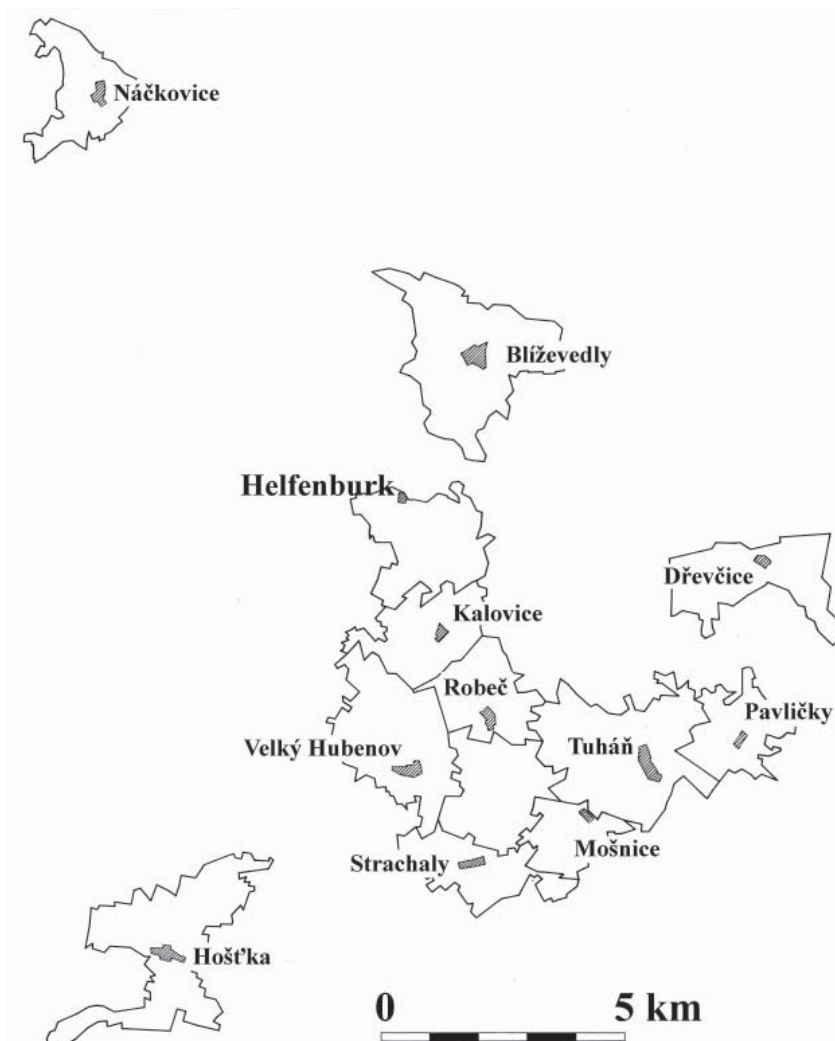 Náčkovice
Blíževedly
Helfenburk
Dřevčice
Kalovice
Robeč
Pavličky
Velký Hubenov
Tuháň
Mošnice
Strachaly
Hošťka
0 5 km